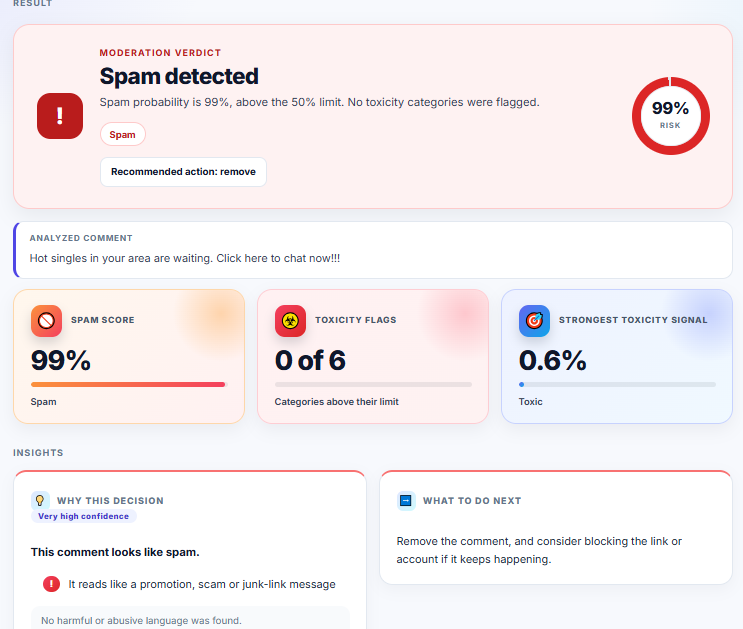 RESULT
MODERATION VERDICT
Spam detected
Spam probability is 99%, above the 50% limit. No toxicity categories were flagged.
Spam
Recommended action: remove
99%
RISK
ANALYZED COMMENT
Hot singles in your area are waiting. Click here to chat now!!!
SPAM SCORE
99%
Spam
TOXICITY FLAGS
0 of 6
Categories above their limit
STRONGEST TOXICITY SIGNAL
0.6%
Toxic
INSIGHTS
WHY THIS DECISION
Very high confidence
This comment looks like spam.
It reads like a promotion, scam or junk-link message
No harmful or abusive language was found.
WHAT TO DO NEXT
Remove the comment, and consider blocking the link or
account if it keeps happening.